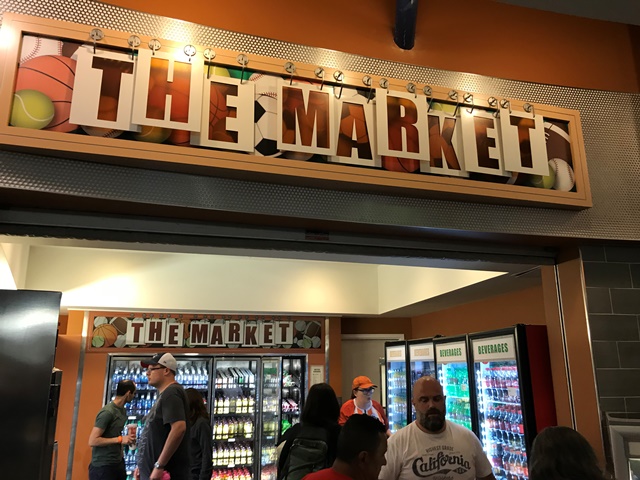 THE MARKET
THE MARKET
BEVERAGES
BEVERAGES
California